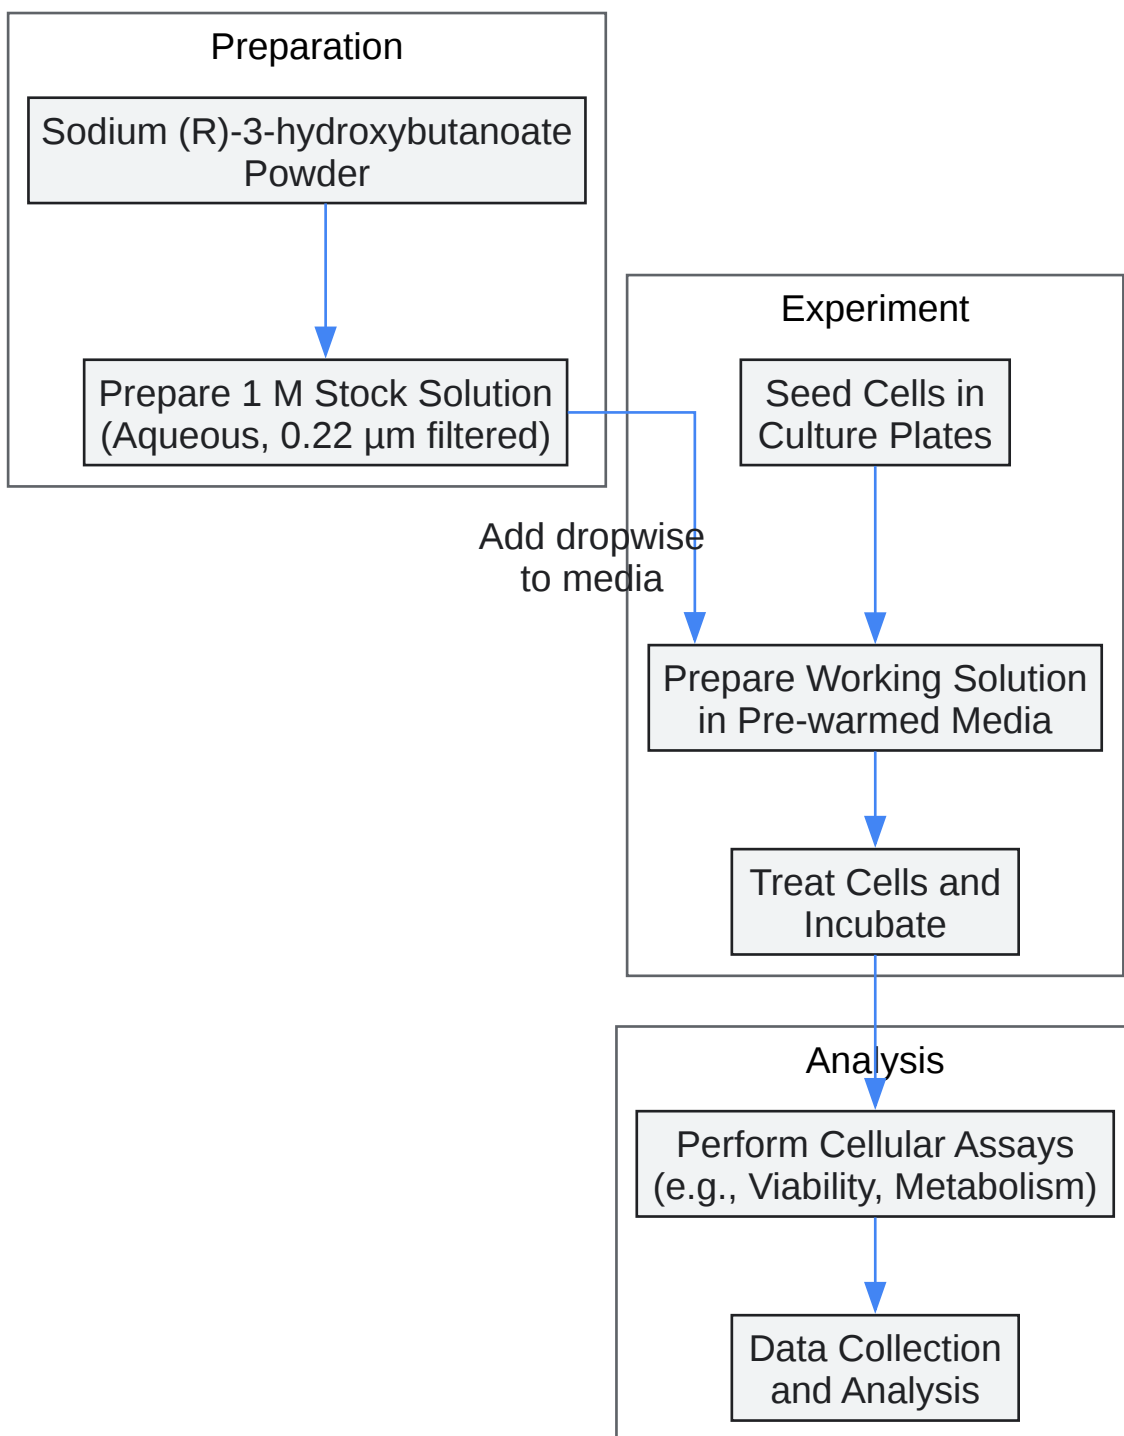 Preparation
Sodium (R)-3-hydroxybutanoate
Powder
Prepare 1 M Stock Solution
(Aqueous, 0.22 µm filtered)
Add dropwise
to media
Experiment
Seed Cells in
Culture Plates
Prepare Working Solution
in Pre-warmed Media
Treat Cells and
Incubate
Analysis
Perform Cellular Assays
(e.g., Viability, Metabolism)
Data Collection
and Analysis